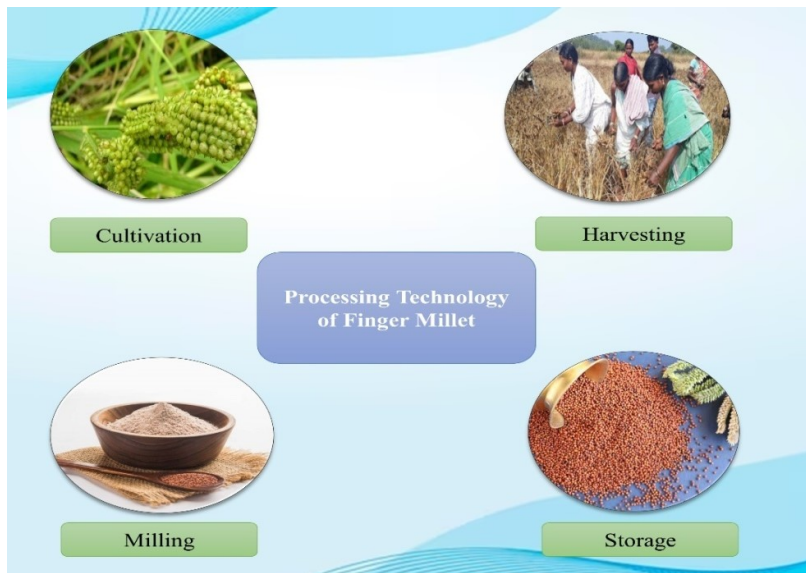 Cultivation
Harvesting
Processing Technology
of Finger Millet
Milling
Storage